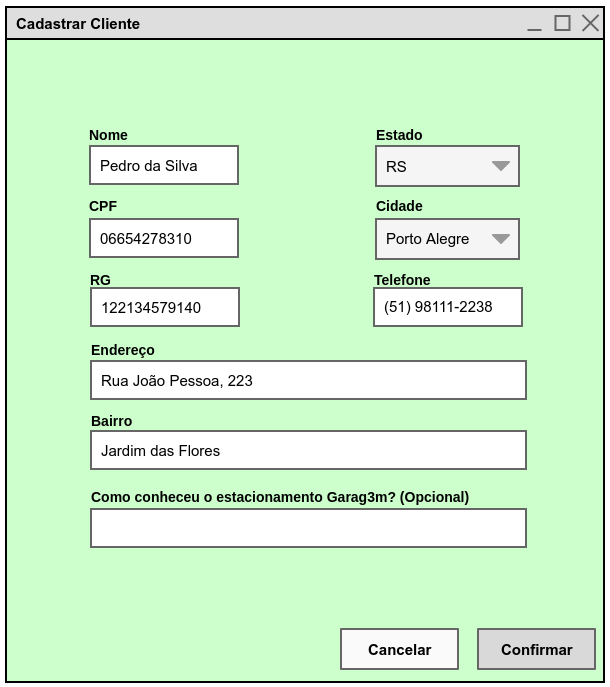 Cadastrar Cliente
Nome
Pedro da Silva
Estado
RS
CPF
06654278310
Cidade
Porto Alegre
RG
122134579140
Telefone
(51) 98111-2238
Endereço
Rua João Pessoa, 223
Bairro
Jardim das Flores
Como conheceu o estacionamento Garag3m? (Opcional)
Cancelar
Confirmar